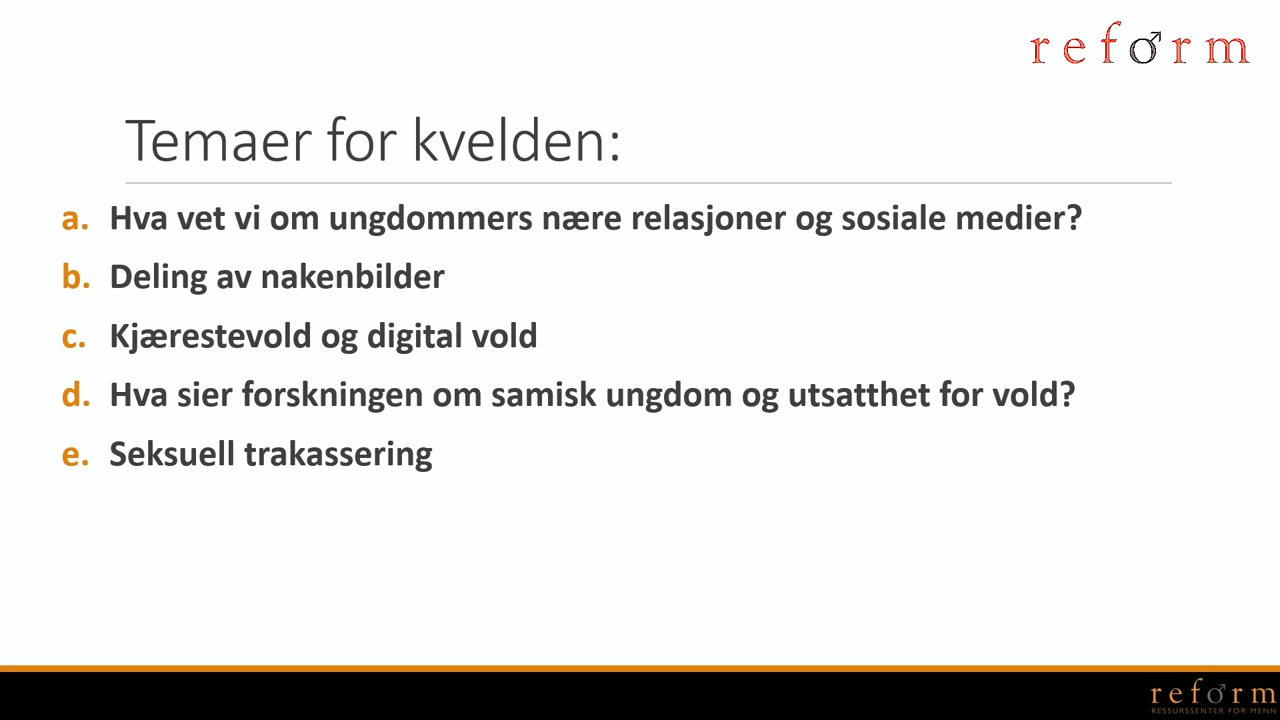 reform
Temaer for kvelden:
a. Hva vet vi om ungdommers nære relasjoner og sosiale medier?
b. Deling av nakenbilder
c. Kjærestevold og digital vold
d. Hva sier forskningen om samisk ungdom og utsatthet for vold?
e. Seksuell trakassering
reform
RESSURSSENTER FOR MENN